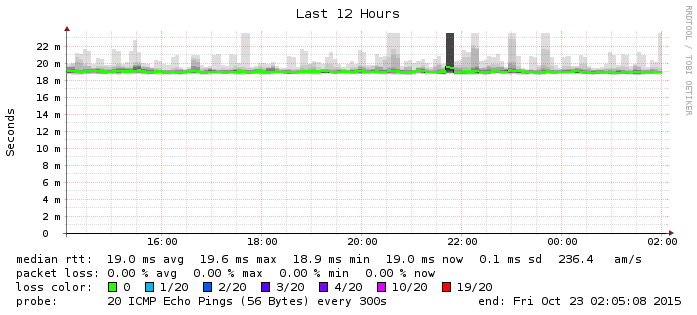 Last 12 Hours
RRDTOOL / TOBI OETIKER
Seconds
22 m
20 m
18 m
16 m
14 m
12 m
10 m
8 m
6 m
4 m
2 m
0
16:00 18:00 20:00 22:00 00:00 02:00
median rtt: 19.0 ms avg 19.6 ms max 18.9 ms min 19.0 ms now 0.1 ms sd 236.4 am/s
packet loss: 0.00 % avg 0.00 % max 0.00 % min 0.00 % now
loss color: 0 1/20 2/20 3/20 4/20 10/20 19/20
probe: 20 ICMP Echo Pings (56 Bytes) every 300s end: Fri Oct 23 02:05:08 2015